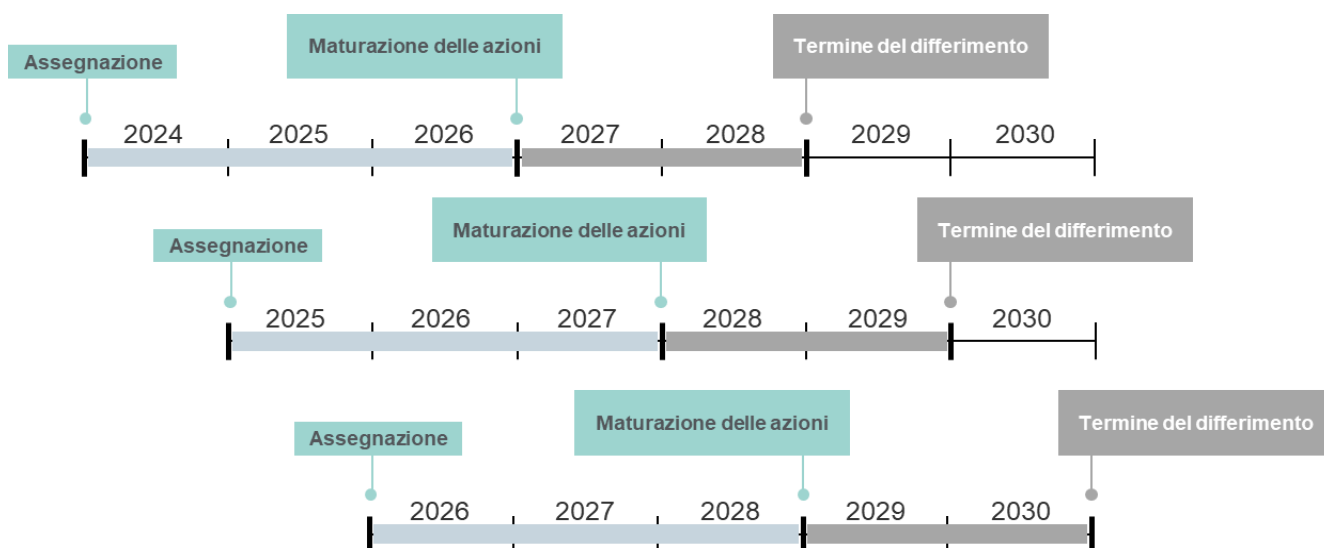 Assegnazione
Maturazione delle azioni
Termine del differimento
2024 2025 2026 2027 2028 2029 2030
Assegnazione
Maturazione delle azioni
Termine del differimento
2025 2026 2027 2028 2029 2030
Assegnazione
Maturazione delle azioni
Termine del differimento
2026 2027 2028 2029 2030